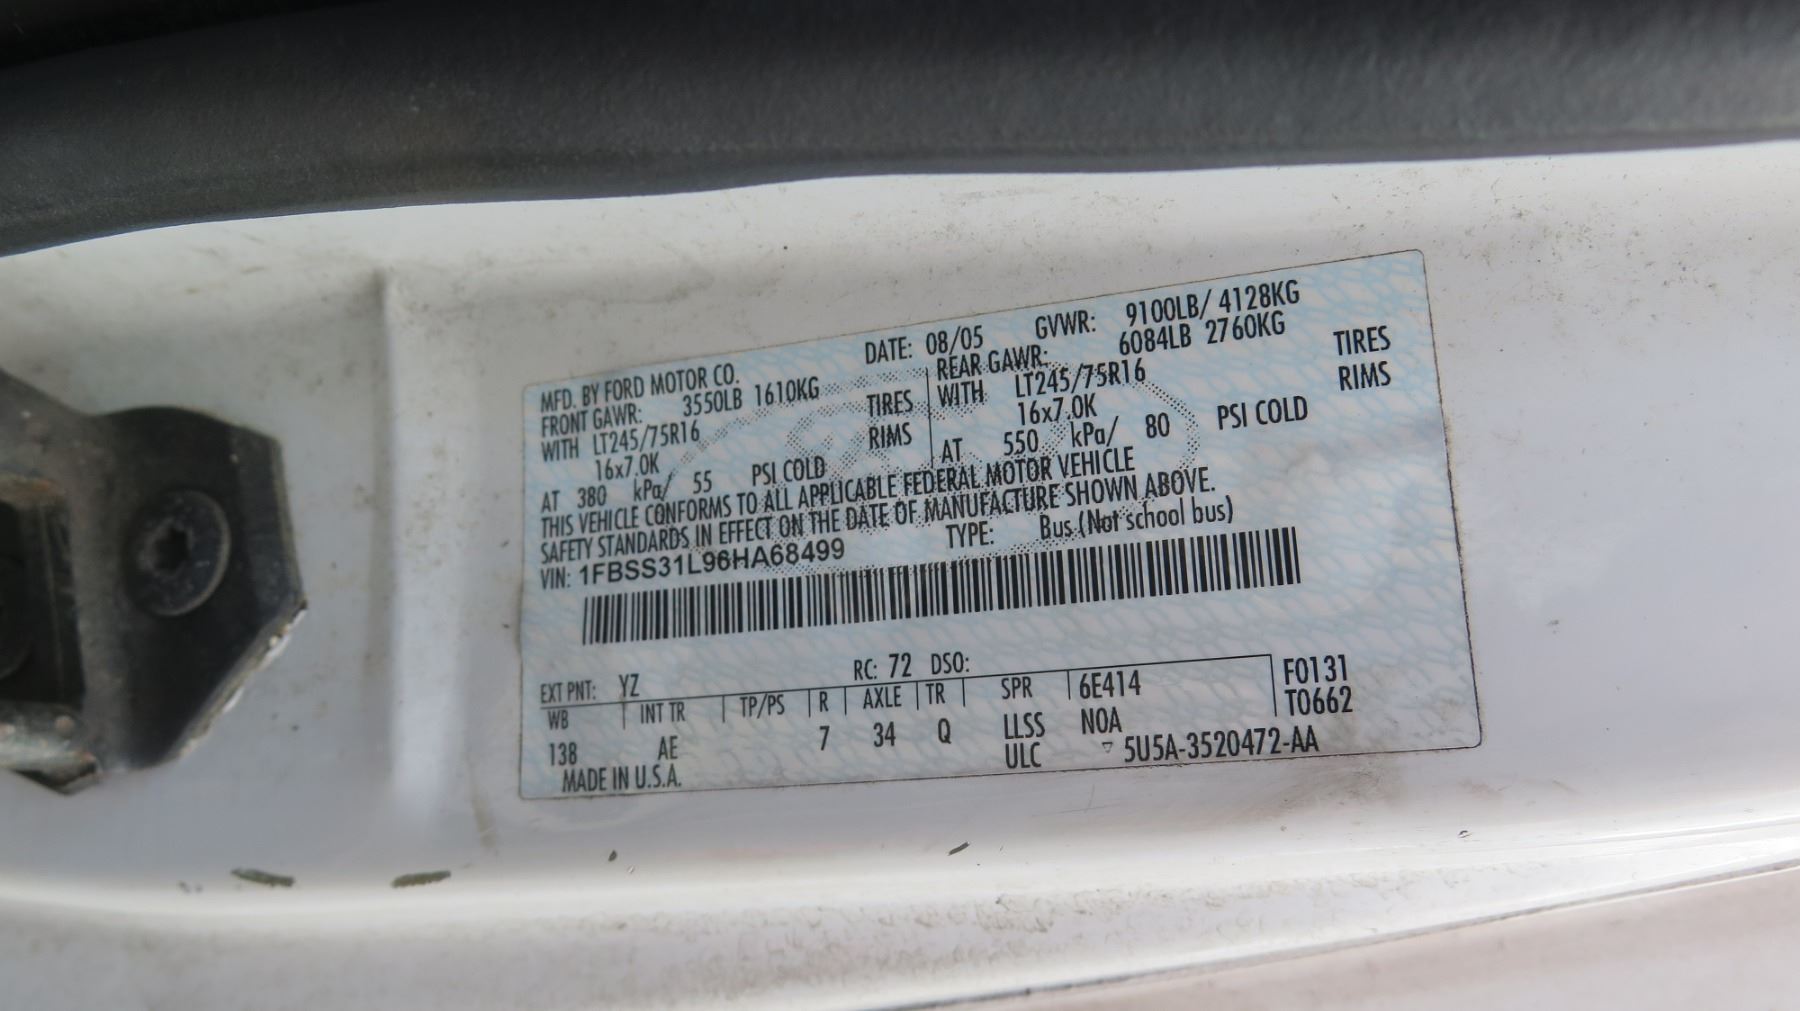 MFD. BY FORD MOTOR CO. DATE: 08/05 GVWR: 9100LB/ 4128KG
FRONT GAWR: 3550LB 1610KG REAR GAWR: 6084LB 2760KG
WITH LT245/75R16 TIRES WITH LT245/75R16 TIRES
16x7.0K RIMS 16x7.0K RIMS
AT 380 kPa/ 55 PSI COLD AT 550 kPa/ 80 PSI COLD
THIS VEHICLE CONFORMS TO ALL APPLICABLE FEDERAL MOTOR VEHICLE
SAFETY STANDARDS IN EFFECT ON THE DATE OF MANUFACTURE SHOWN ABOVE.
VIN: 1FBSS31L96HA68499 TYPE: Bus (Not school bus)
EXT PNT: YZ RC: 72 DSO:
WB INT TR TP/PS R AXLE TR SPR 6E414 F0131
138 AE 7 34 Q LLSS NOA T0662
MADE IN U.S.A. ULC ▽ 5U5A-3520472-AA